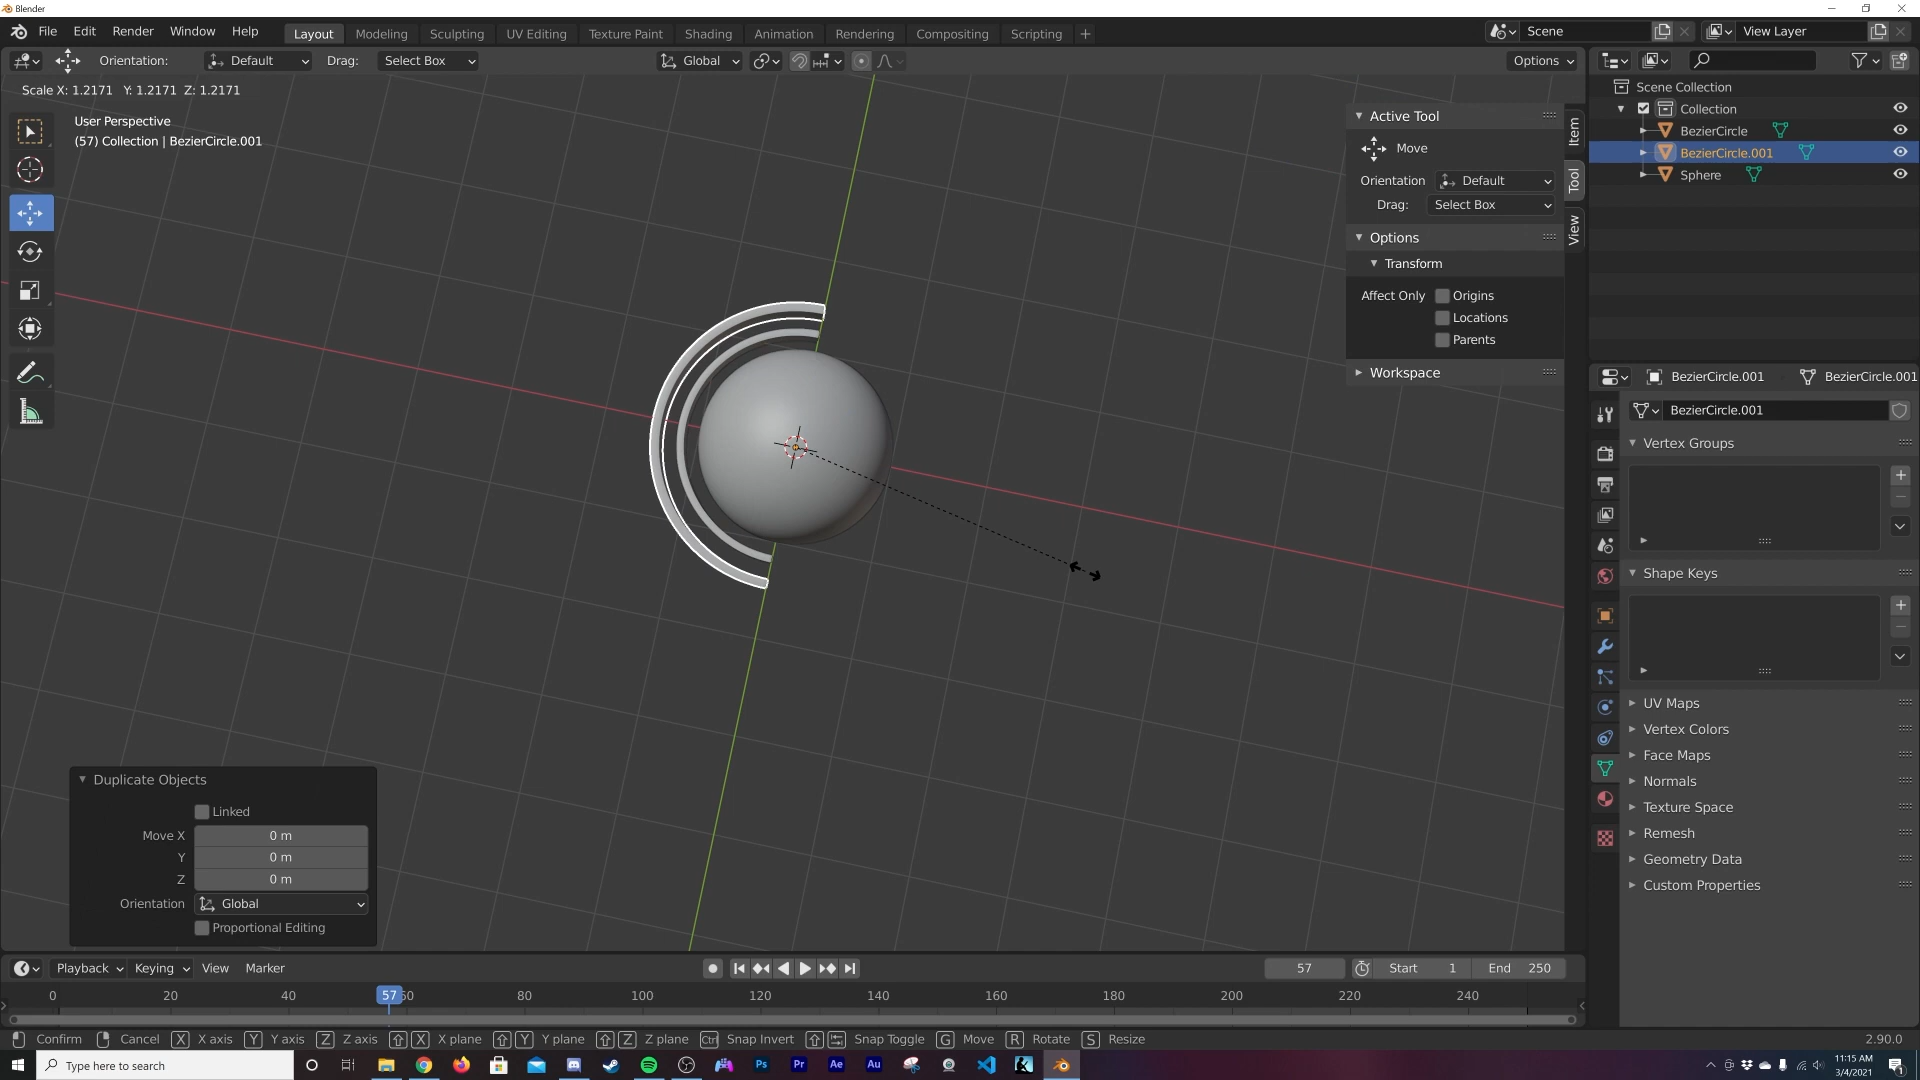 Blender
File Edit Render Window Help
Layout Modeling Sculpting UV Editing Texture Paint Shading Animation Rendering Compositing Scripting +
Scene
View Layer
Orientation: Default Drag: Select Box
Global
Options
Scale X: 1.2171 Y: 1.2171 Z: 1.2171
User Perspective
(57) Collection | BezierCircle.001
Active Tool
Move
Orientation Default
Drag: Select Box
Options
Transform
Affect Only Origins
Locations
Parents
Workspace
Item
Tool
View
Scene Collection
Collection
BezierCircle
BezierCircle.001
Sphere
BezierCircle.001 BezierCircle.001
BezierCircle.001
Vertex Groups
Shape Keys
UV Maps
Vertex Colors
Face Maps
Normals
Texture Space
Remesh
Geometry Data
Custom Properties
Duplicate Objects
Linked
Move X 0 m
Y 0 m
Z 0 m
Orientation Global
Proportional Editing
Playback Keying View Marker
57 Start 1 End 250
0 20 40 57 60 80 100 120 140 160 180 200 220 240
Confirm Cancel X X axis Y Y axis Z Z axis X X plane Y Y plane Z Z plane Ctrl Snap Invert Snap Toggle G Move R Rotate S Resize 2.90.0
Type here to search
Ps Pr Ae Au
11:15 AM
3/4/2021